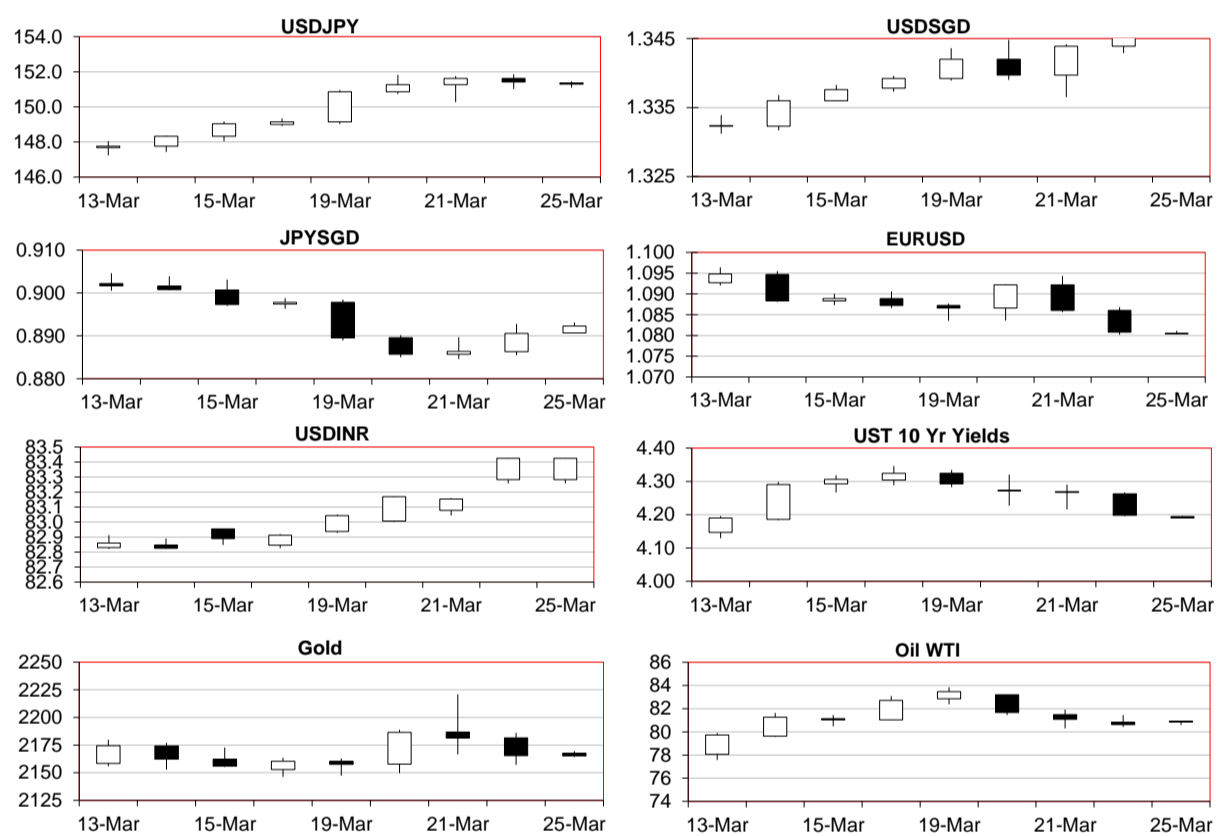 USDJPY
154.0
152.0
150.0
148.0
146.0
13-Mar 15-Mar 19-Mar 21-Mar 25-Mar
USDSGD
1.345
1.335
1.325
13-Mar 15-Mar 19-Mar 21-Mar 25-Mar
JPYSGD
0.910
0.900
0.890
0.880
13-Mar 15-Mar 19-Mar 21-Mar 25-Mar
EURUSD
1.100
1.095
1.090
1.085
1.080
1.075
1.070
13-Mar 15-Mar 19-Mar 21-Mar 25-Mar
USDINR
83.5
83.4
83.3
83.2
83.1
83.0
82.9
82.8
82.7
82.6
13-Mar 15-Mar 19-Mar 21-Mar 25-Mar
UST 10 Yr Yields
4.40
4.30
4.20
4.10
4.00
13-Mar 15-Mar 19-Mar 21-Mar 25-Mar
Gold
2250
2225
2200
2175
2150
2125
13-Mar 15-Mar 19-Mar 21-Mar 25-Mar
Oil WTI
86
84
82
80
78
76
74
13-Mar 15-Mar 19-Mar 21-Mar 25-Mar